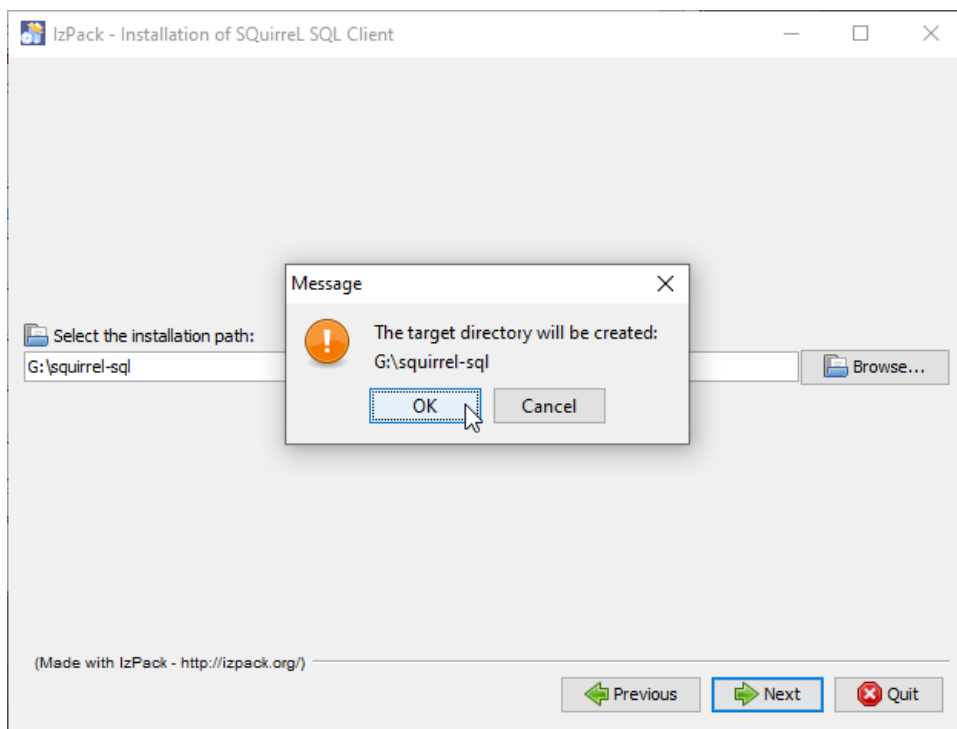 IzPack - Installation of SQuirreL SQL Client
Message
The target directory will be created:
G:\squirrel-sql
OK Cancel
Select the installation path:
G:\squirrel-sql Browse...
(Made with IzPack - http://izpack.org/)
Previous Next Quit